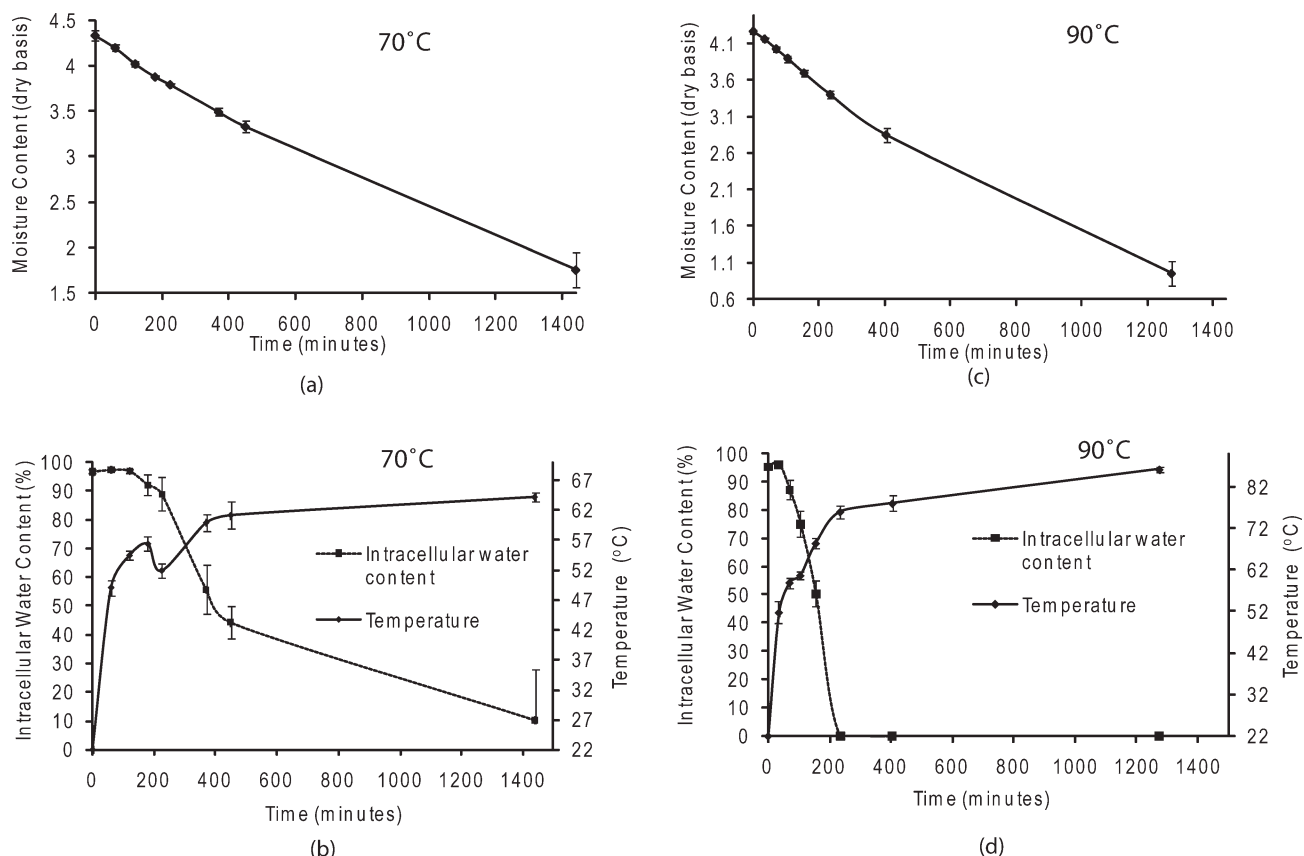 70˚C
Moisture Content (dry basis)
4.5
4
3.5
3
2.5
2
1.5
0 200 400 600 800 1000 1200 1400
Time (minutes)
(a)
90˚C
Moisture Content (dry basis)
4.1
3.6
3.1
2.6
2.1
1.6
1.1
0.6
0 200 400 600 800 1000 1200 1400
Time (minutes)
(c)
70˚C
Intracellular Water Content (%)
100
90
80
70
60
50
40
30
20
10
0
67
62
57
52
47
42
37
32
27
22
Temperature (°C)
Intracellular water
content
Temperature
0 200 400 600 800 1000 1200 1400
Time (minutes)
(b)
90˚C
Intracellular Water Content (%)
100
90
80
70
60
50
40
30
20
10
0
82
72
62
52
42
32
22
Temperature (°C)
Intracellular water
content
Temperature
0 200 400 600 800 1000 1200 1400
Time (minutes)
(d)